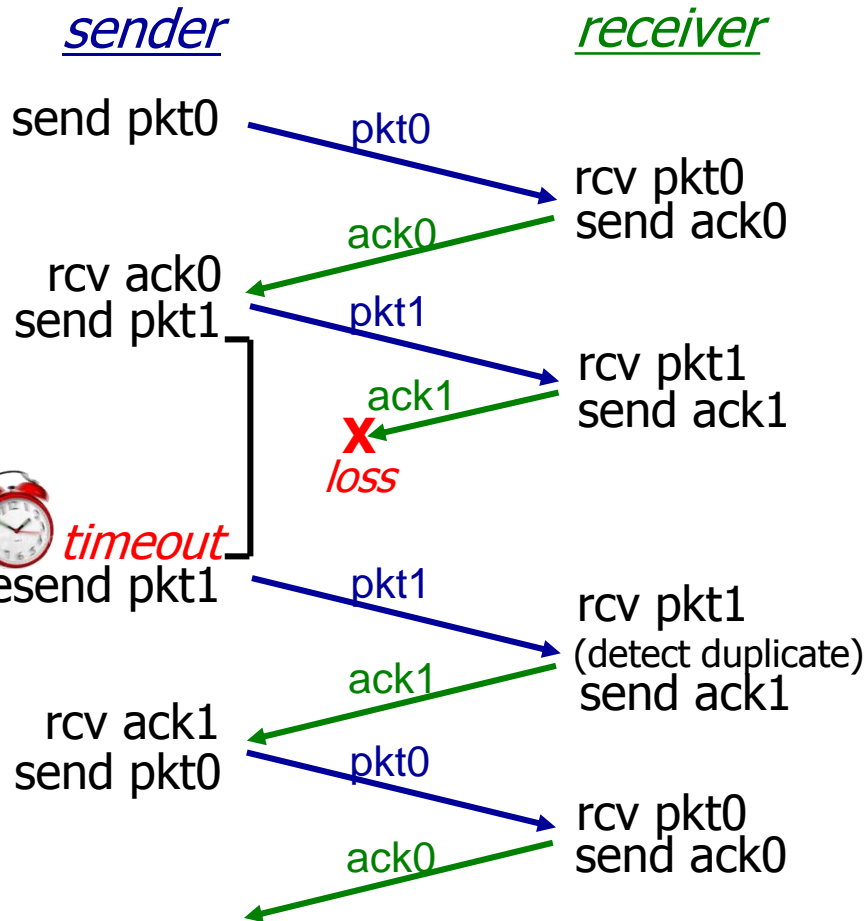 sender
receiver
send pkt0
pkt0
rcv pkt0
send ack0
ack0
rcv ack0
send pkt1
pkt1
rcv pkt1
send ack1
ack1
X
loss
timeout
esend pkt1
pkt1
rcv pkt1
(detect duplicate)
send ack1
ack1
rcv ack1
send pkt0
pkt0
rcv pkt0
send ack0
ack0